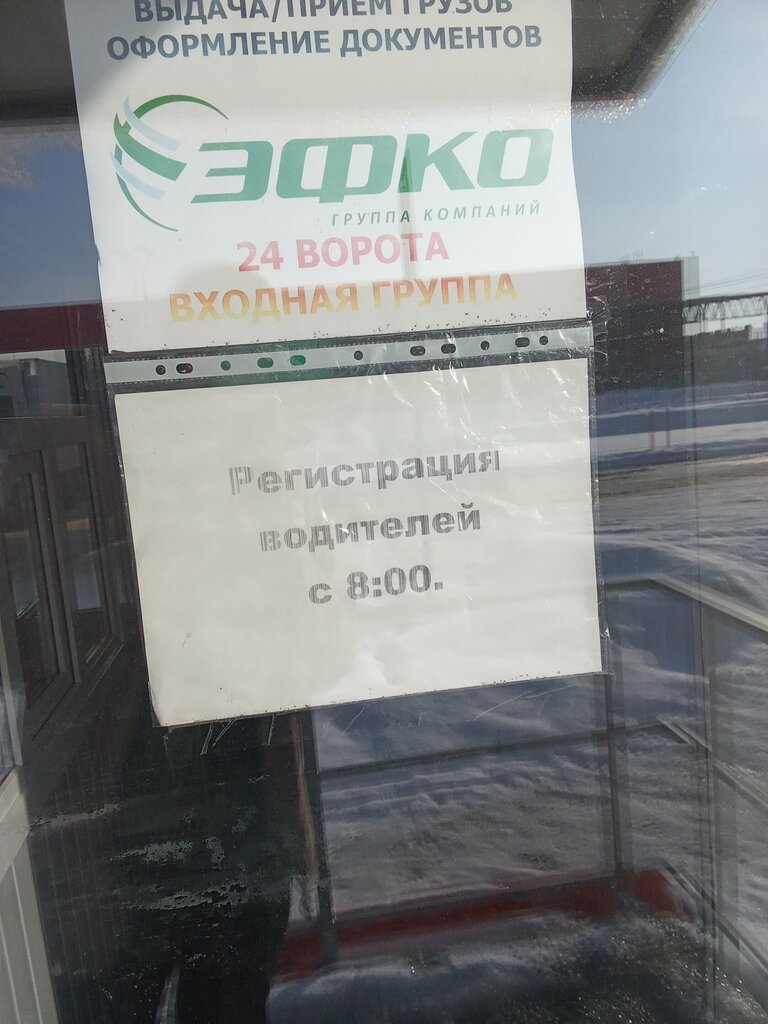 ВЫДАЧА/ПРИЕМ ГРУЗОВ
ОФОРМЛЕНИЕ ДОКУМЕНТОВ
ЭФКО
ГРУППА КОМПАНИЙ
24 ВОРОТА
ВХОДНАЯ ГРУППА
Регистрация
водителей
с 8:00.